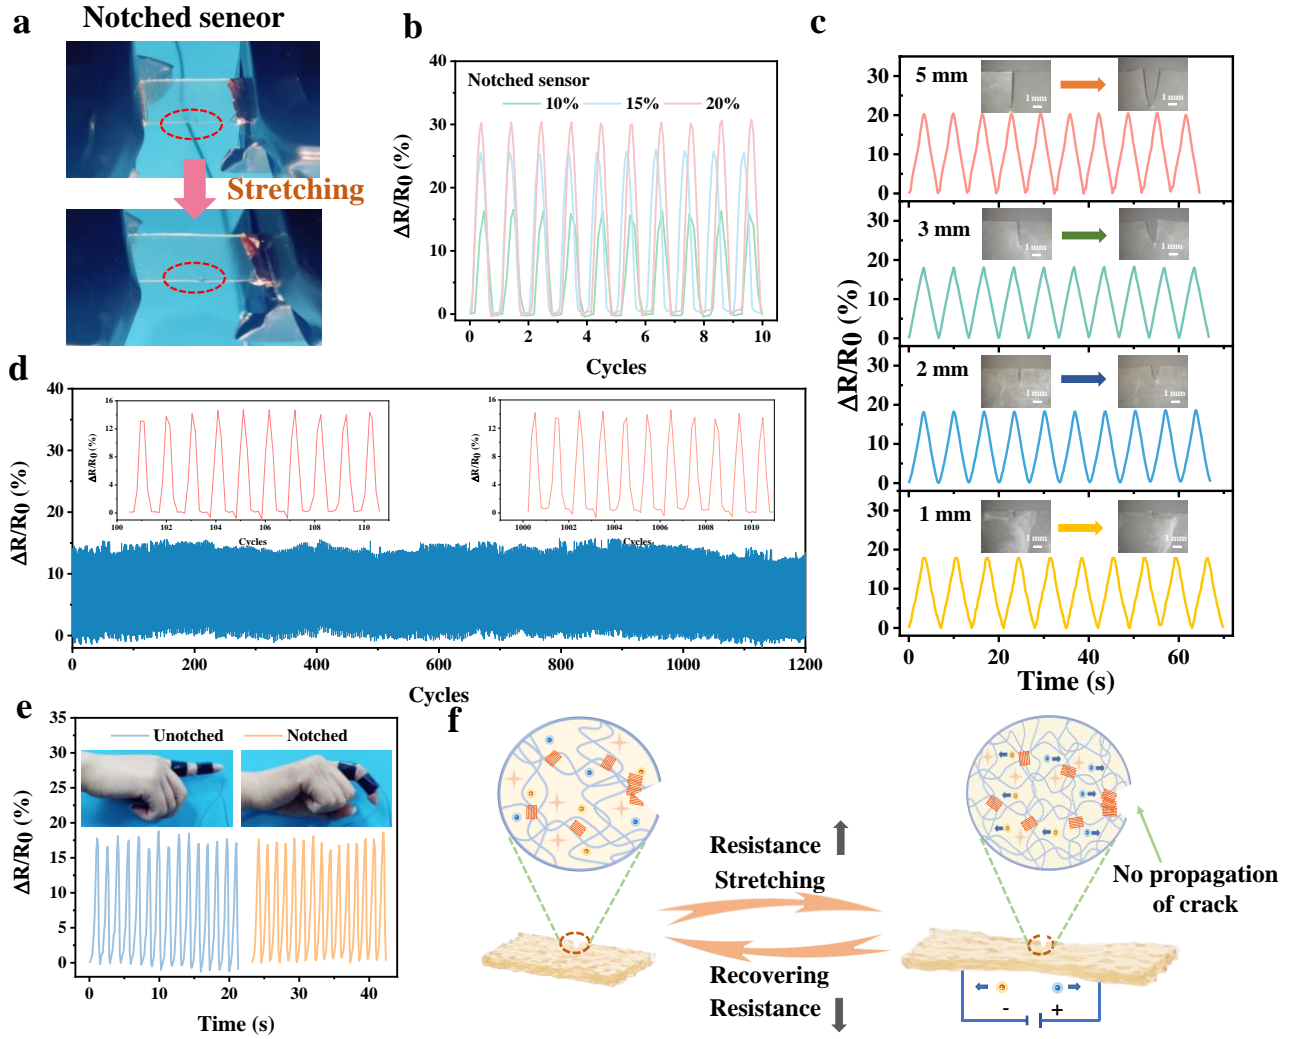 a
Notched seneor
Stretching
b
40
30
20
10
0
ΔR/R0 (%)
Notched sensor
10% 15% 20%
0 2 4 6 8 10
Cycles
c
ΔR/R0 (%)
5 mm
1 mm
1 mm
30
20
10
0
3 mm
1 mm
1 mm
30
20
10
0
2 mm
1 mm
1 mm
30
20
10
0
1 mm
1 mm
1 mm
30
20
10
0
0 20 40 60
Time (s)
d
40
30
20
10
0
ΔR/R0 (%)
16
12
8
4
0
ΔR/R0 (%)
100 102 104 106 108 110
Cycles
16
12
8
4
0
ΔR/R0 (%)
1000 1002 1004 1006 1008 1010
Cycles
0 200 400 600 800 1000 1200
Cycles
e
35
30
25
20
15
10
5
0
ΔR/R0 (%)
Unotched Notched
0 10 20 30 40
Time (s)
f
Resistance
Stretching
Recovering
Resistance
No propagation
of crack
- +